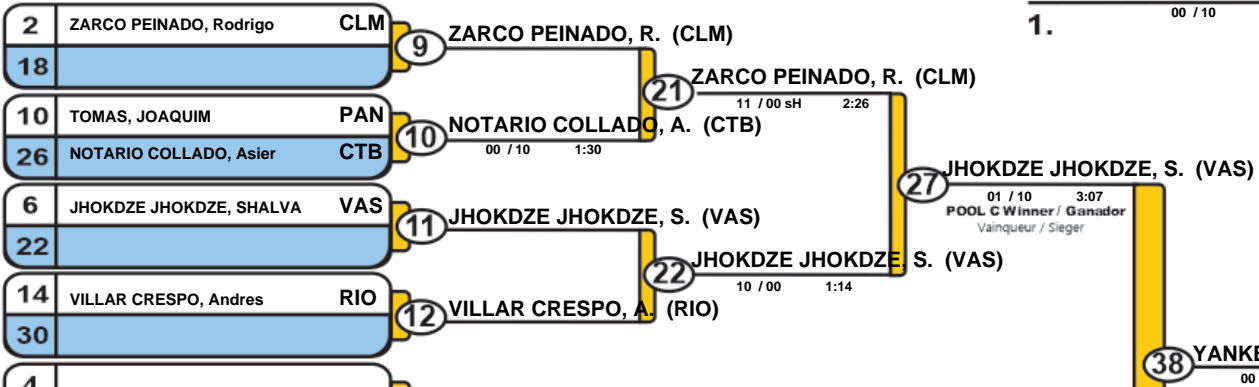 2 ZARCO PEINADO, Rodrigo CLM
18
9 ZARCO PEINADO, R. (CLM)
10 TOMAS, JOAQUIM PAN
26 NOTARIO COLLADO, Asier CTB
10 NOTARIO COLLADO, A. (CTB)
00 / 10 1:30
21 ZARCO PEINADO, R. (CLM)
11 / 00 sH 2:26
6 JHOKDZE JHOKDZE, SHALVA VAS
22
11 JHOKDZE JHOKDZE, S. (VAS)
14 VILLAR CRESPO, Andres RIO
30
12 VILLAR CRESPO, A. (RIO)
22 JHOKDZE JHOKDZE, S. (VAS)
10 / 00 1:14
27 JHOKDZE JHOKDZE, S. (VAS)
01 / 10 3:07
POOL C Winner / Ganador
Vainqueur / Sieger
00 / 10
1.
38 YANKE
00
4